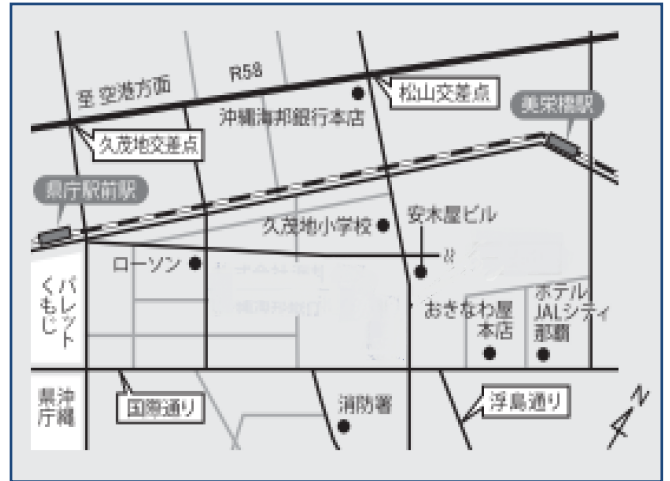 至 空港方面
R58
松山交差点
美栄橋駅
沖縄海邦銀行本店
久茂地交差点
県庁駅前駅
久茂地小学校
安木屋ビル
ローソン
パレット
くもじ
おきなわ屋
本店
ホテル
JALシティ
那覇
沖縄
県庁
国際通り
消防署
浮島通り
N